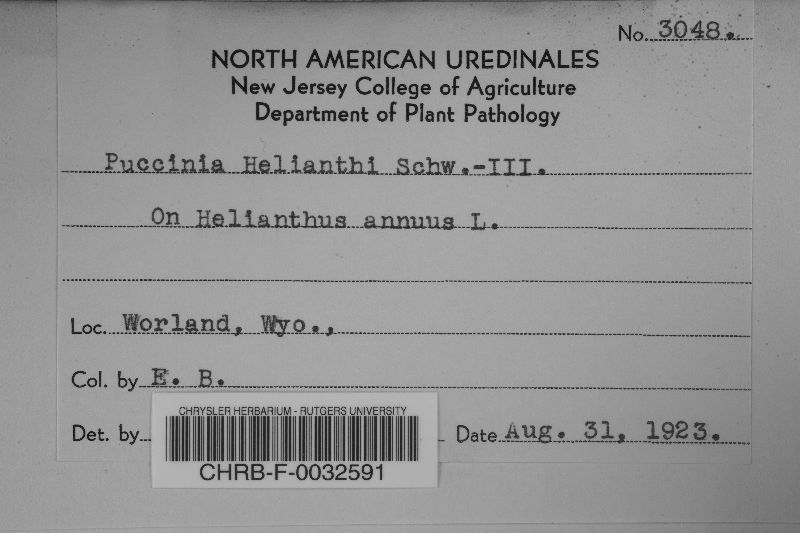 No. 3048.
NORTH AMERICAN UREDINALES
New Jersey College of Agriculture
Department of Plant Pathology
Puccinia Helianthi Schw.-III.
On Helianthus annuus L.
Loc. Worland, Wyo.,
Col. by E. B.
Det. by
Date Aug. 31, 1923.
CHRYSLER HERBARIUM - RUTGERS UNIVERSITY
CHRB-F-0032591